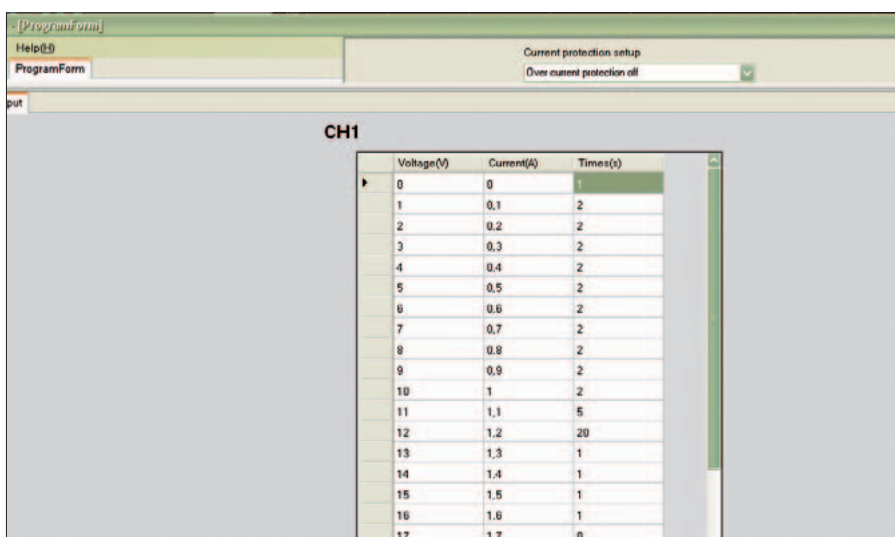 - [ProgramForm]
Help(H)
Current protection setup
ProgramForm
Over current protection off
put
CH1
Voltage(V) Current(A) Times(s)
0 0 1
1 0,1 2
2 0,2 2
3 0,3 2
4 0,4 2
5 0,5 2
6 0,6 2
7 0,7 2
8 0,8 2
9 0,9 2
10 1 2
11 1,1 5
12 1,2 20
13 1,3 1
14 1,4 1
15 1,5 1
16 1,6 1
17 1,7 0